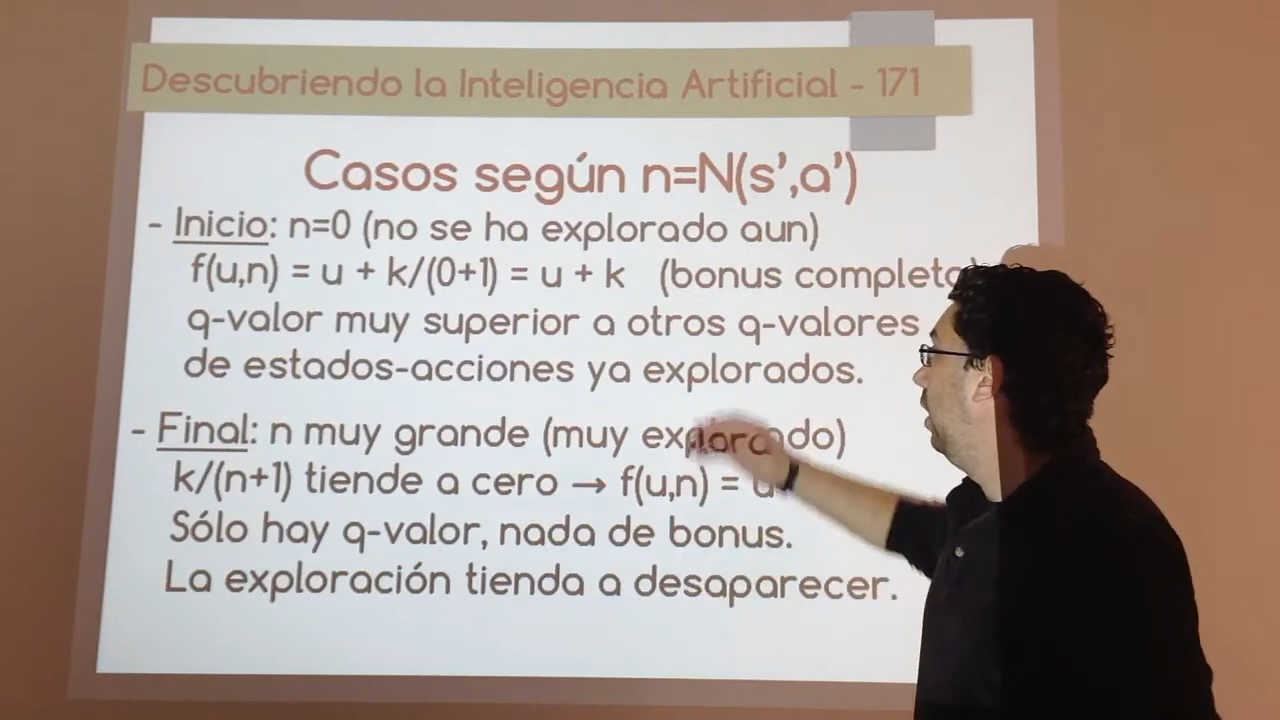 Descubriendo la Inteligencia Artificial - 171
Casos según n=N(s',a')
- Inicio: n=0 (no se ha explorado aun)
f(u,n) = u + k/(0+1) = u + k (bonus completo)
q-valor muy superior a otros q-valores
de estados-acciones ya explorados.
- Final: n muy grande (muy explorado)
k/(n+1) tiende a cero → f(u,n) = u
Sólo hay q-valor, nada de bonus.
La exploración tienda a desaparecer.